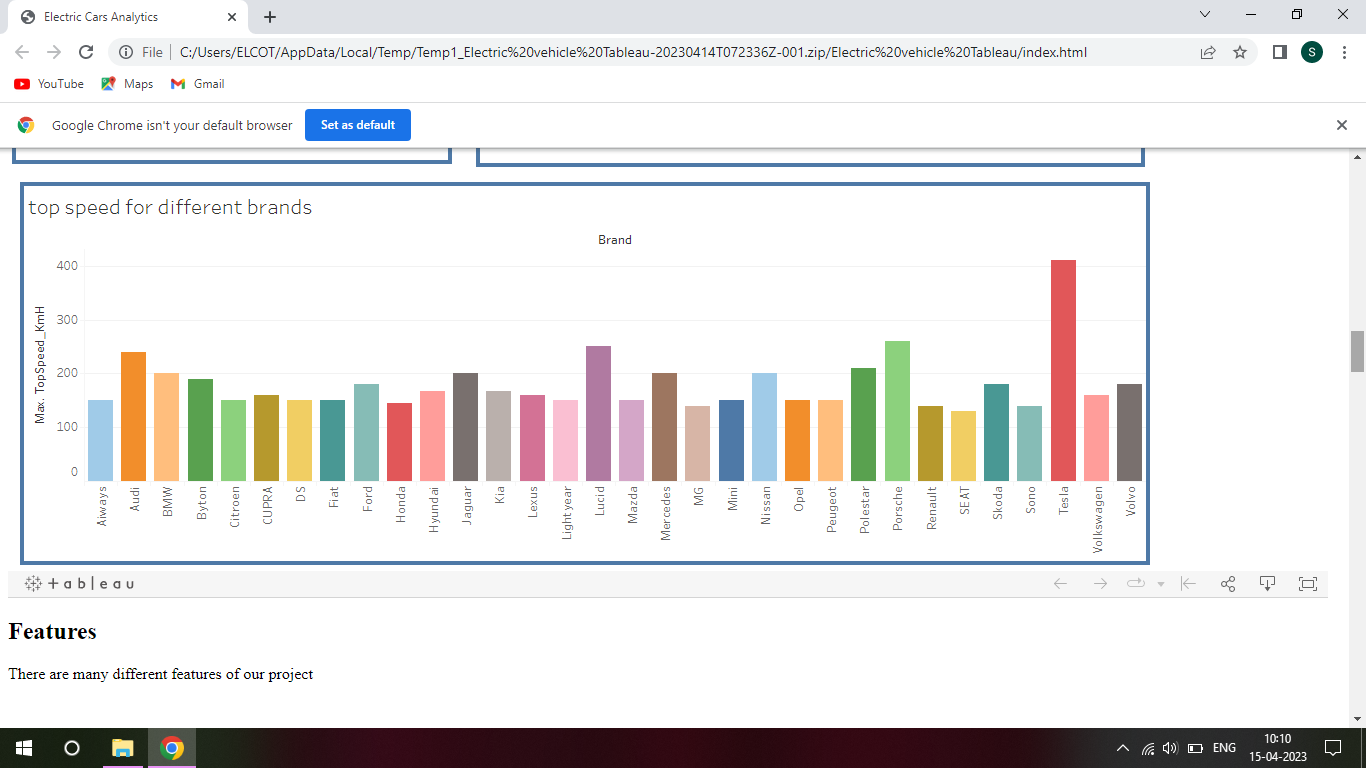 Electric Cars Analytics
File C:/Users/ELCOT/AppData/Local/Temp/Temp1_Electric%20vehicle%20Tableau-20230414T072336Z-001.zip/Electric%20vehicle%20Tableau/index.html
S
YouTube Maps Gmail
Google Chrome isn't your default browser Set as default
top speed for different brands
Brand
Max. TopSpeed_KmH
400
300
200
100
0
Aiways
Audi
BMW
Byton
Citroen
CUPRA
DS
Fiat
Ford
Honda
Hyundai
Jaguar
Kia
Lexus
Lightyear
Lucid
Mazda
Mercedes
MG
Mini
Nissan
Opel
Peugeot
Polestar
Porsche
Renault
SEAT
Skoda
Sono
Tesla
Volkswagen
Volvo
+ableau
Features
There are many different features of our project
ENG
10:10
15-04-2023